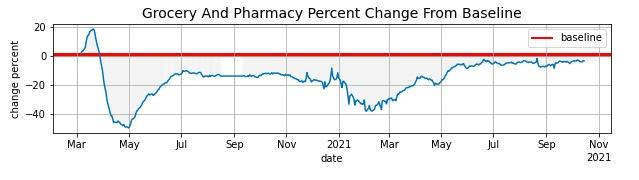 Grocery And Pharmacy Percent Change From Baseline
change percent
20
0
−20
−40
baseline
Mar May Jul Sep Nov 2021 Mar May Jul Sep Nov
2021
date